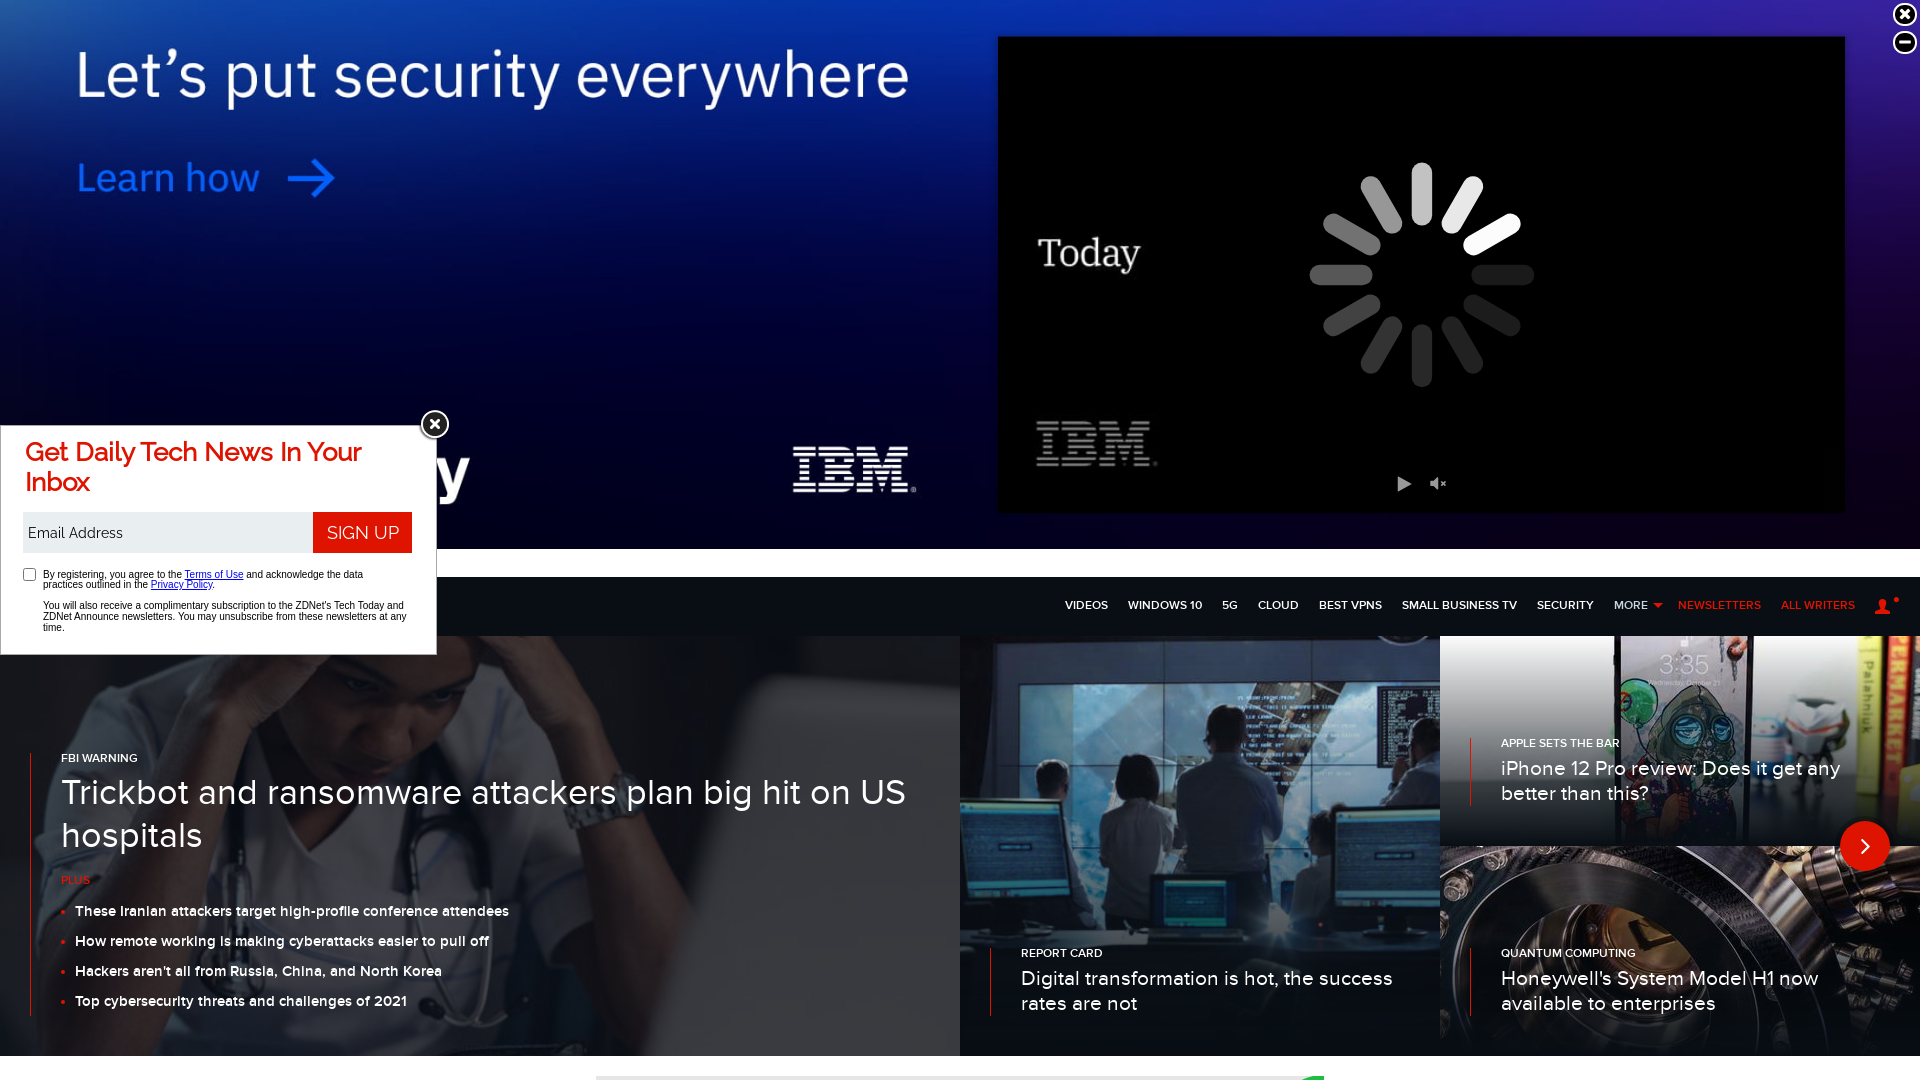 Let's put security everywhere
Learn how
Today
IBM
y
IBM
Get Daily Tech News In Your
Inbox
Email Address
SIGN UP
By registering, you agree to the Terms of Use and acknowledge the data
practices outlined in the Privacy Policy.
You will also receive a complimentary subscription to the ZDNet's Tech Today and
ZDNet Announce newsletters. You may unsubscribe from these newsletters at any
time.
VIDEOS WINDOWS 10 5G CLOUD BEST VPNS SMALL BUSINESS TV SECURITY MORE NEWSLETTERS ALL WRITERS
FBI WARNING
Trickbot and ransomware attackers plan big hit on US
hospitals
PLUS
These Iranian attackers target high-profile conference attendees
How remote working is making cyberattacks easier to pull off
Hackers aren't all from Russia, China, and North Korea
Top cybersecurity threats and challenges of 2021
REPORT CARD
Digital transformation is hot, the success
rates are not
3:35
Wednesday, October 21
Palahniuk
APPLE SETS THE BAR
iPhone 12 Pro review: Does it get any
better than this?
QUANTUM COMPUTING
Honeywell's System Model H1 now
available to enterprises